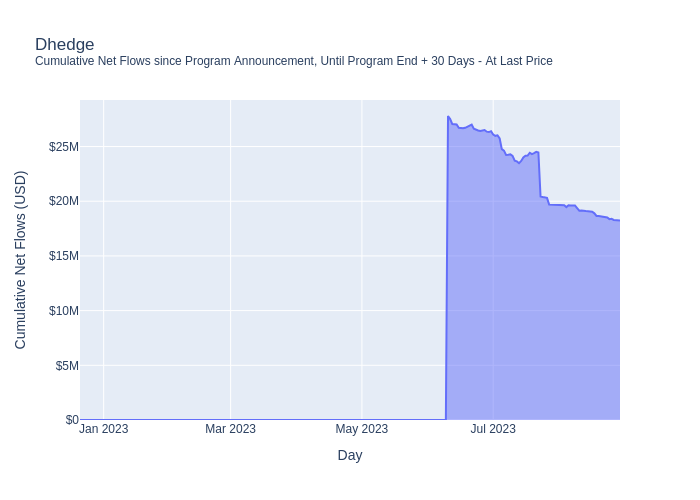 Dhedge
Cumulative Net Flows since Program Announcement, Until Program End + 30 Days - At Last Price
Cumulative Net Flows (USD)
$25M
$20M
$15M
$10M
$5M
$0
Jan 2023
Mar 2023
May 2023
Jul 2023
Day